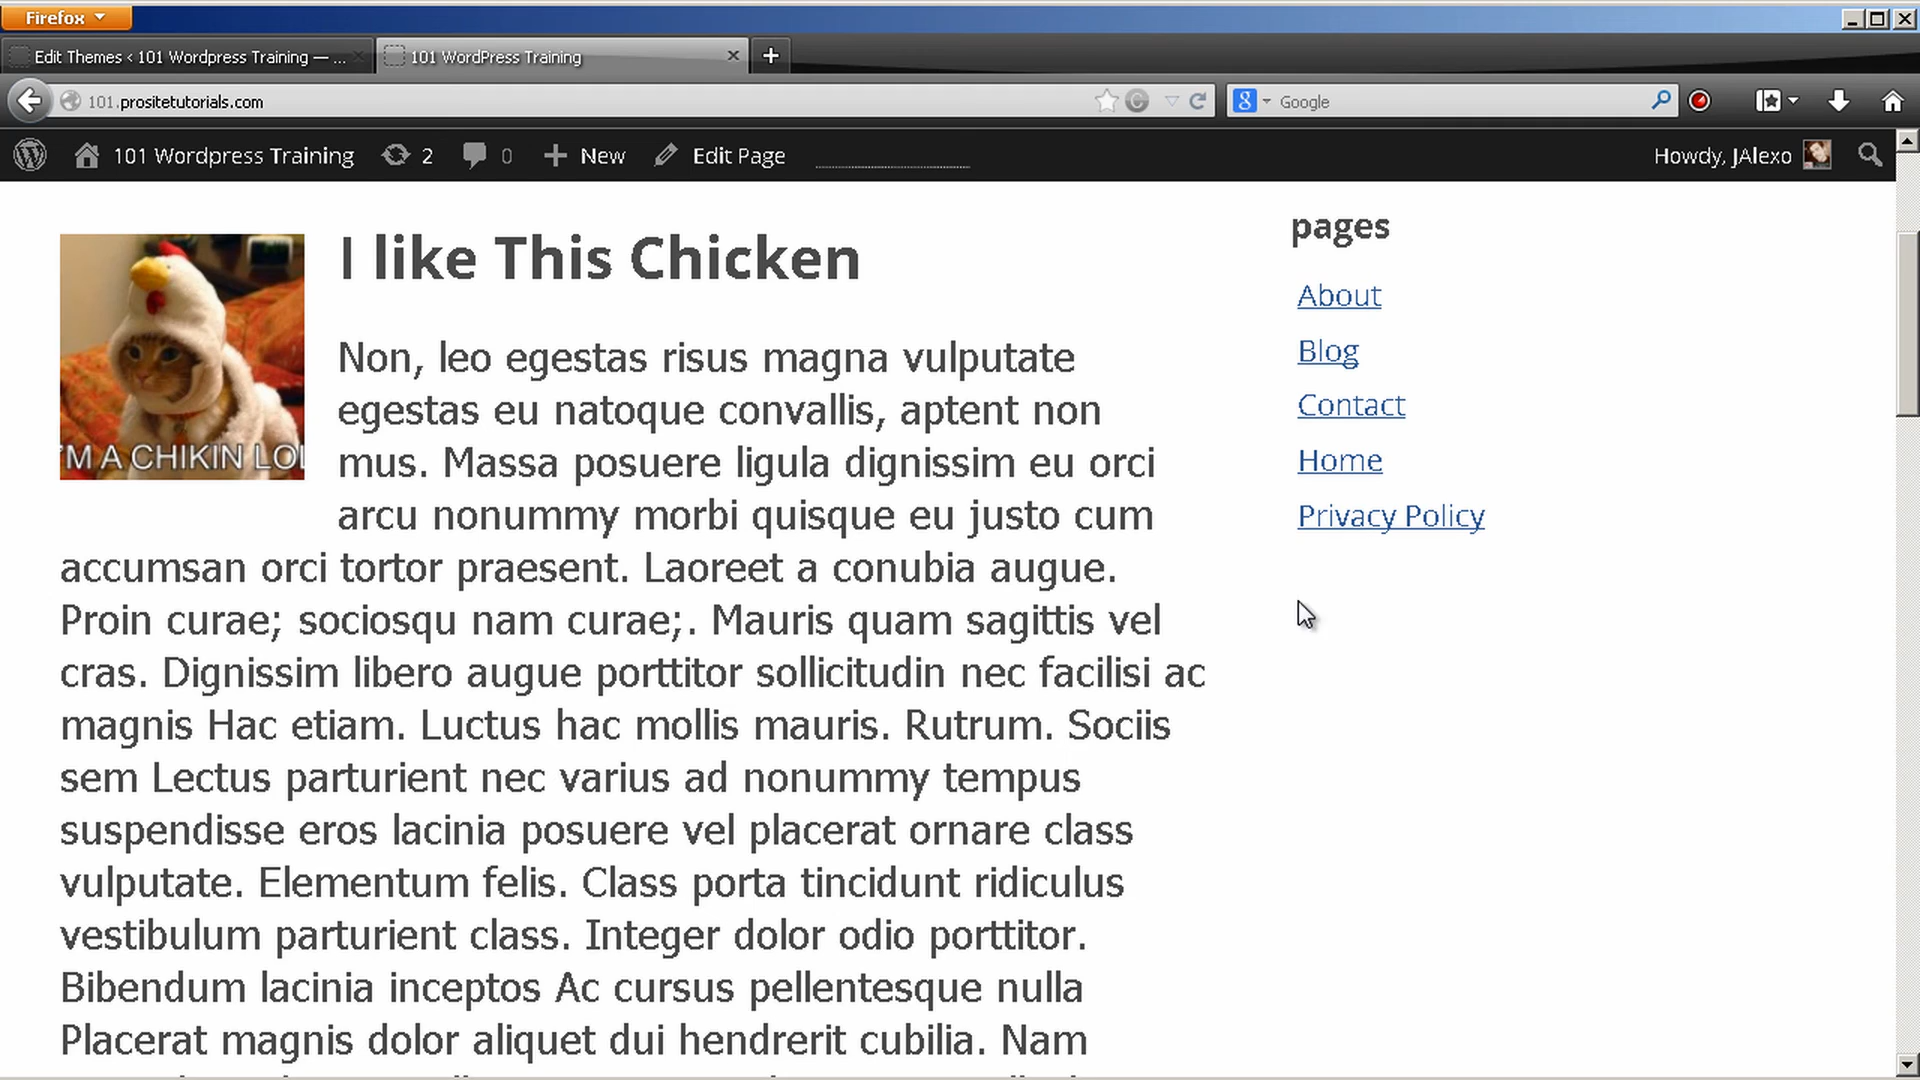 Firefox
Edit Themes < 101 Wordpress Training — ...
101 WordPress Training
101.prositetutorials.com
Google
101 Wordpress Training 2 0 New Edit Page
Howdy, JAlexo
I like This Chicken
'M A CHIKIN LOL
Non, leo egestas risus magna vulputate
egestas eu natoque convallis, aptent non
mus. Massa posuere ligula dignissim eu orci
arcu nonummy morbi quisque eu justo cum
accumsan orci tortor praesent. Laoreet a conubia augue.
Proin curae; sociosqu nam curae;. Mauris quam sagittis vel
cras. Dignissim libero augue porttitor sollicitudin nec facilisi ac
magnis Hac etiam. Luctus hac mollis mauris. Rutrum. Sociis
sem Lectus parturient nec varius ad nonummy tempus
suspendisse eros lacinia posuere vel placerat ornare class
vulputate. Elementum felis. Class porta tincidunt ridiculus
vestibulum parturient class. Integer dolor odio porttitor.
Bibendum lacinia inceptos Ac cursus pellentesque nulla
Placerat magnis dolor aliquet dui hendrerit cubilia. Nam
pages
About
Blog
Contact
Home
Privacy Policy